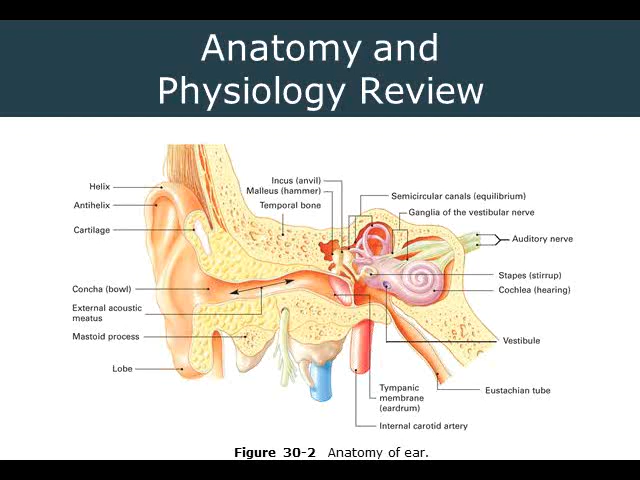 Anatomy and
Physiology Review
Helix
Antihelix
Cartilage
Concha (bowl)
External acoustic
meatus
Mastoid process
Lobe
Incus (anvil)
Malleus (hammer)
Temporal bone
Semicircular canals (equilibrium)
Ganglia of the vestibular nerve
Auditory nerve
Stapes (stirrup)
Cochlea (hearing)
Vestibule
Eustachian tube
Tympanic
membrane
(eardrum)
Internal carotid artery
Figure 30-2 Anatomy of ear.